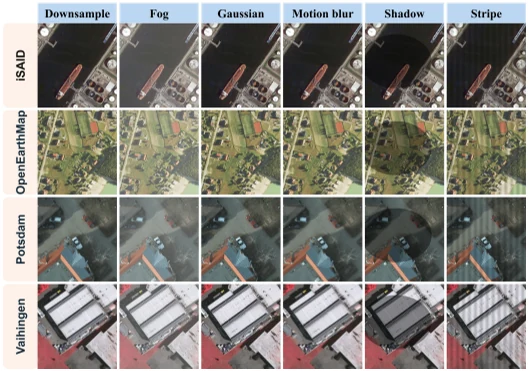 Downsample Fog Gaussian Motion blur Shadow Stripe
iSAID
OpenEarthMap
Potsdam
Vaihingen